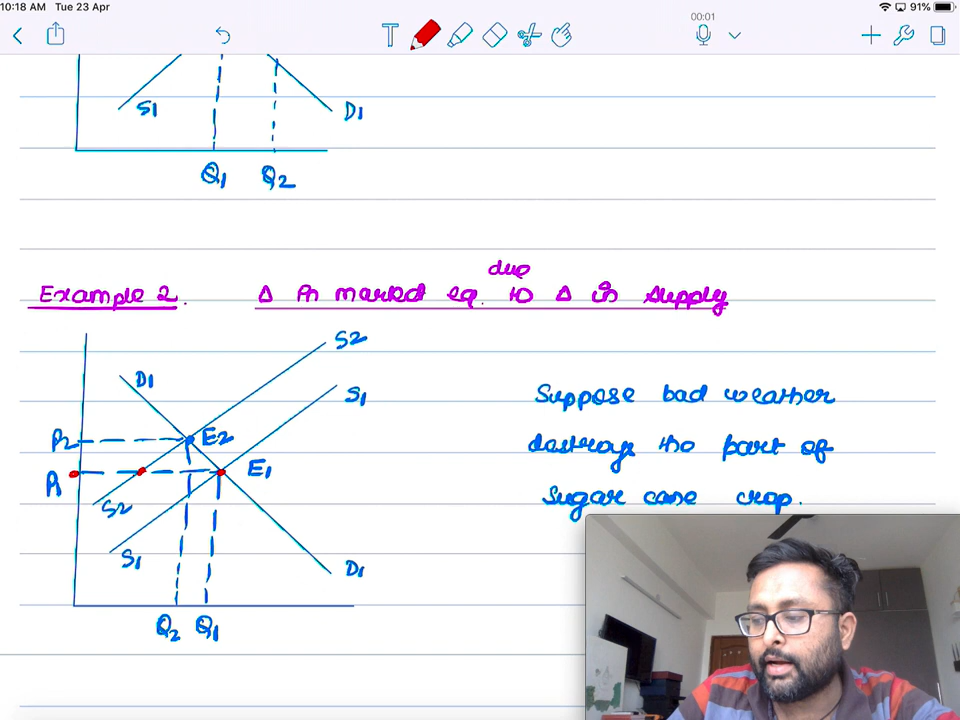 10:18 AM Tue 23 Apr
91%
00:01
T
S1
D1
Q1 Q2
due
Example 2. Δ in market eq. to Δ in supply
S2
D1
S1
P2
E2
P1
E1
S2
S1
D1
Q2 Q1
Suppose bad weather
destroys the part of
Sugar cane crop.